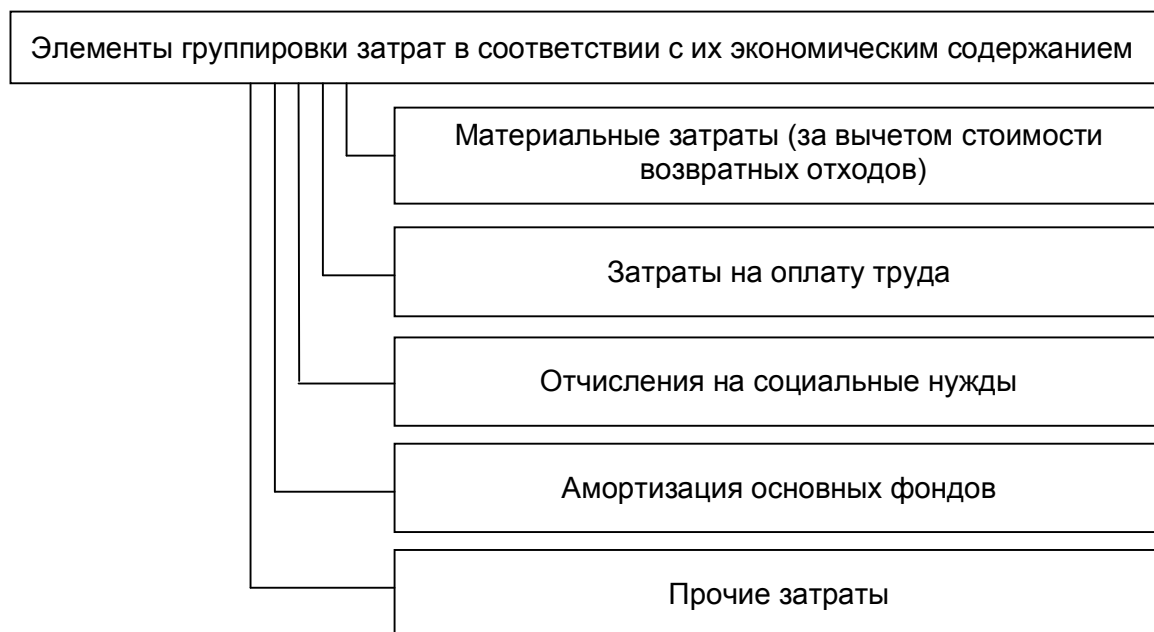 Элементы группировки затрат в соответствии с их экономическим содержанием
Материальные затраты (за вычетом стоимости
возвратных отходов)
Затраты на оплату труда
Отчисления на социальные нужды
Амортизация основных фондов
Прочие затраты